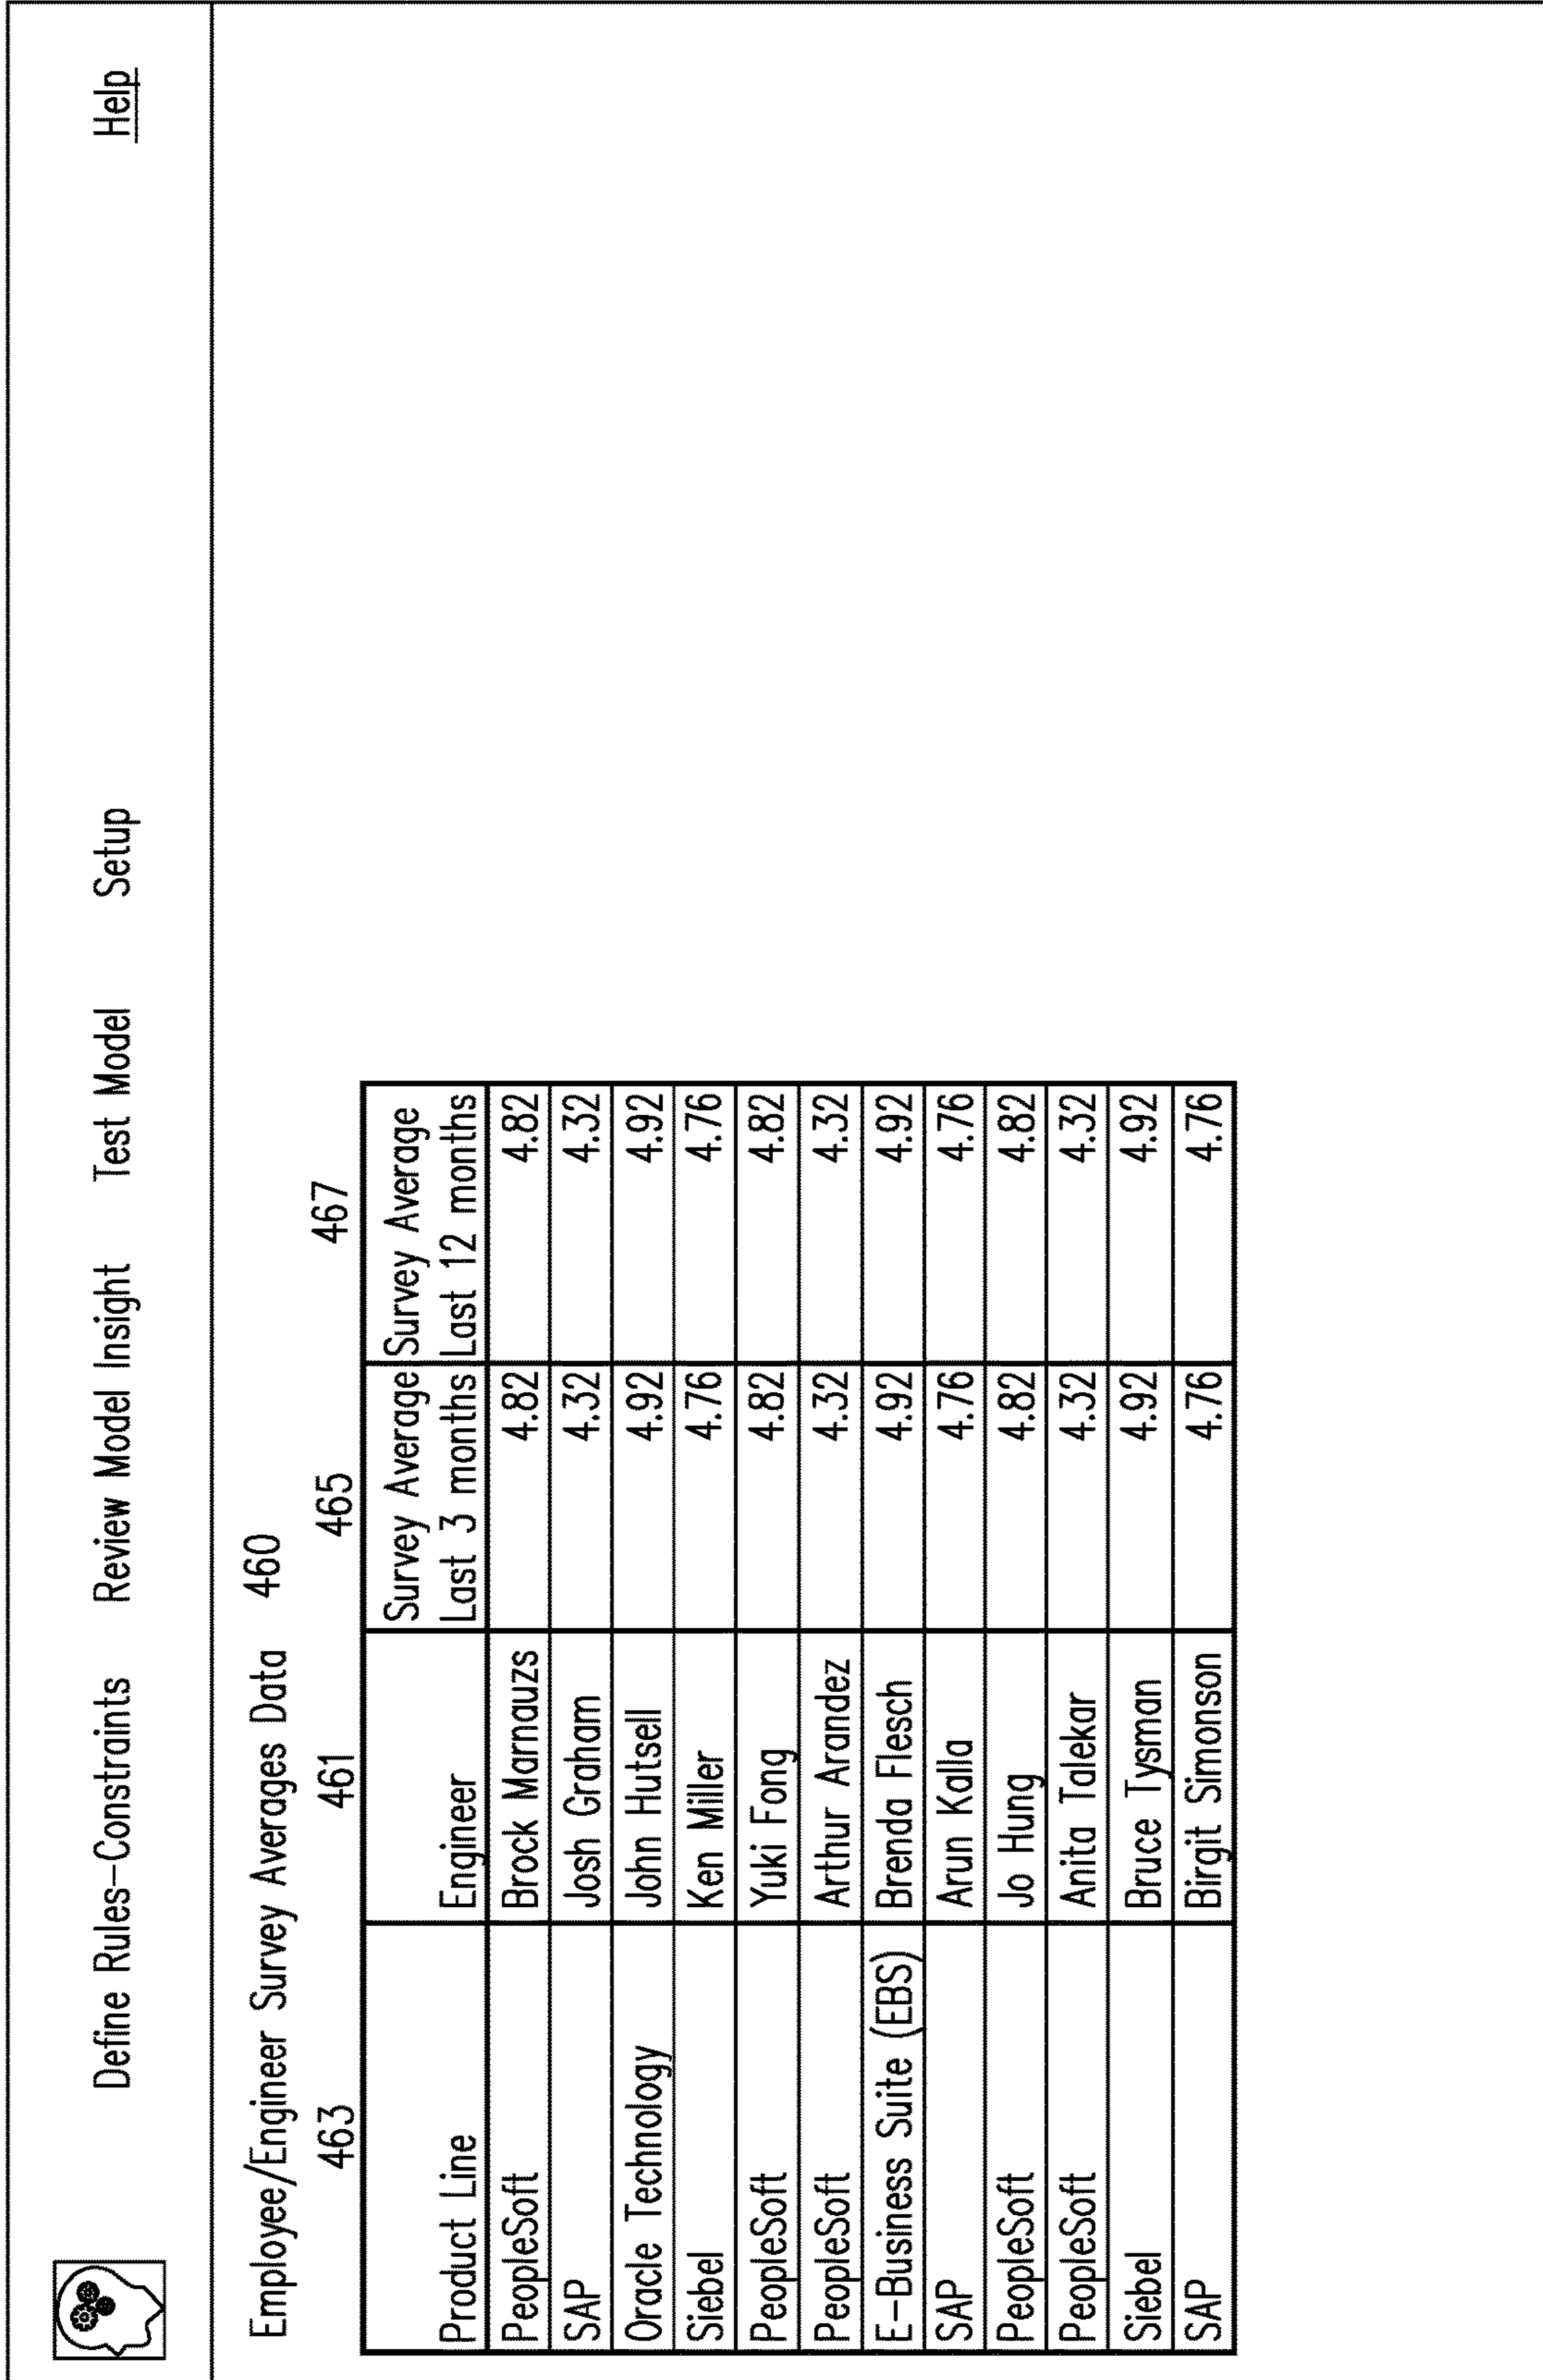 Define Rules-Constraints Review Model Insight Test Model Setup Help
Employee/Engineer Survey Averages Data 460
463 461 465 467
Product Line Engineer Survey Average Last 3 months Survey Average Last 12 months
PeopleSoft Brock Marnauzs 4.82 4.82
SAP Josh Graham 4.32 4.32
Oracle Technology John Hutsell 4.92 4.92
Siebel Ken Miller 4.76 4.76
PeopleSoft Yuki Fong 4.82 4.82
PeopleSoft Arthur Arandez 4.32 4.32
E-Business Suite (EBS) Brenda Flesch 4.92 4.92
SAP Arun Kalla 4.76 4.76
PeopleSoft Jo Hung 4.82 4.82
PeopleSoft Anita Talekar 4.32 4.32
Siebel Bruce Tysman 4.92 4.92
SAP Birgit Simonson 4.76 4.76